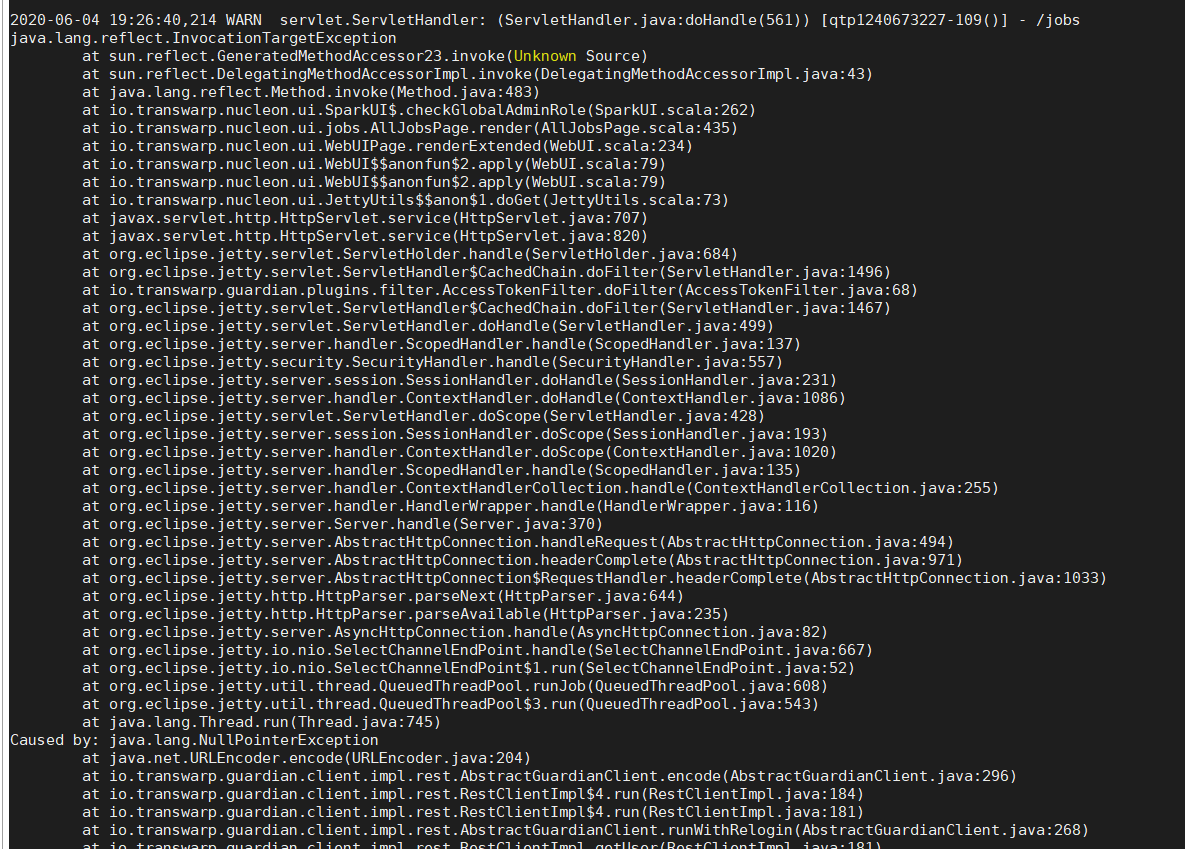 2020-06-04 19:26:40,214 WARN  servlet.ServletHandler: (ServletHandler.java:doHandle(561)) [qtp1240673227-109()] - /jobs
java.lang.reflect.InvocationTargetException
        at sun.reflect.GeneratedMethodAccessor23.invoke(Unknown Source)
        at sun.reflect.DelegatingMethodAccessorImpl.invoke(DelegatingMethodAccessorImpl.java:43)
        at java.lang.reflect.Method.invoke(Method.java:483)
        at io.transwarp.nucleon.ui.SparkUI$.checkGlobalAdminRole(SparkUI.scala:262)
        at io.transwarp.nucleon.ui.jobs.AllJobsPage.render(AllJobsPage.scala:435)
        at io.transwarp.nucleon.ui.WebUIPage.renderExtended(WebUI.scala:234)
        at io.transwarp.nucleon.ui.WebUI$$anonfun$2.apply(WebUI.scala:79)
        at io.transwarp.nucleon.ui.WebUI$$anonfun$2.apply(WebUI.scala:79)
        at io.transwarp.nucleon.ui.JettyUtils$$anon$1.doGet(JettyUtils.scala:73)
        at javax.servlet.http.HttpServlet.service(HttpServlet.java:707)
        at javax.servlet.http.HttpServlet.service(HttpServlet.java:820)
        at org.eclipse.jetty.servlet.ServletHolder.handle(ServletHolder.java:684)
        at org.eclipse.jetty.servlet.ServletHandler$CachedChain.doFilter(ServletHandler.java:1496)
        at io.transwarp.guardian.plugins.filter.AccessTokenFilter.doFilter(AccessTokenFilter.java:68)
        at org.eclipse.jetty.servlet.ServletHandler$CachedChain.doFilter(ServletHandler.java:1467)
        at org.eclipse.jetty.servlet.ServletHandler.doHandle(ServletHandler.java:499)
        at org.eclipse.jetty.server.handler.ScopedHandler.handle(ScopedHandler.java:137)
        at org.eclipse.jetty.security.SecurityHandler.handle(SecurityHandler.java:557)
        at org.eclipse.jetty.server.session.SessionHandler.doHandle(SessionHandler.java:231)
        at org.eclipse.jetty.server.handler.ContextHandler.doHandle(ContextHandler.java:1086)
        at org.eclipse.jetty.servlet.ServletHandler.doScope(ServletHandler.java:428)
        at org.eclipse.jetty.server.session.SessionHandler.doScope(SessionHandler.java:193)
        at org.eclipse.jetty.server.handler.ContextHandler.doScope(ContextHandler.java:1020)
        at org.eclipse.jetty.server.handler.ScopedHandler.handle(ScopedHandler.java:135)
        at org.eclipse.jetty.server.handler.ContextHandlerCollection.handle(ContextHandlerCollection.java:255)
        at org.eclipse.jetty.server.handler.HandlerWrapper.handle(HandlerWrapper.java:116)
        at org.eclipse.jetty.server.Server.handle(Server.java:370)
        at org.eclipse.jetty.server.AbstractHttpConnection.handleRequest(AbstractHttpConnection.java:494)
        at org.eclipse.jetty.server.AbstractHttpConnection.headerComplete(AbstractHttpConnection.java:971)
        at org.eclipse.jetty.server.AbstractHttpConnection$RequestHandler.headerComplete(AbstractHttpConnection.java:1033)
        at org.eclipse.jetty.http.HttpParser.parseNext(HttpParser.java:644)
        at org.eclipse.jetty.http.HttpParser.parseAvailable(HttpParser.java:235)
        at org.eclipse.jetty.server.AsyncHttpConnection.handle(AsyncHttpConnection.java:82)
        at org.eclipse.jetty.io.nio.SelectChannelEndPoint.handle(SelectChannelEndPoint.java:667)
        at org.eclipse.jetty.io.nio.SelectChannelEndPoint$1.run(SelectChannelEndPoint.java:52)
        at org.eclipse.jetty.util.thread.QueuedThreadPool.runJob(QueuedThreadPool.java:608)
        at org.eclipse.jetty.util.thread.QueuedThreadPool$3.run(QueuedThreadPool.java:543)
        at java.lang.Thread.run(Thread.java:745)
Caused by: java.lang.NullPointerException
        at java.net.URLEncoder.encode(URLEncoder.java:204)
        at io.transwarp.guardian.client.impl.rest.AbstractGuardianClient.encode(AbstractGuardianClient.java:296)
        at io.transwarp.guardian.client.impl.rest.RestClientImpl$4.run(RestClientImpl.java:184)
        at io.transwarp.guardian.client.impl.rest.RestClientImpl$4.run(RestClientImpl.java:181)
        at io.transwarp.guardian.client.impl.rest.AbstractGuardianClient.runWithRelogin(AbstractGuardianClient.java:268)
        at io.transwarp.guardian.client.impl.rest.RestClientImpl.getUser(RestClientImpl.java:181)